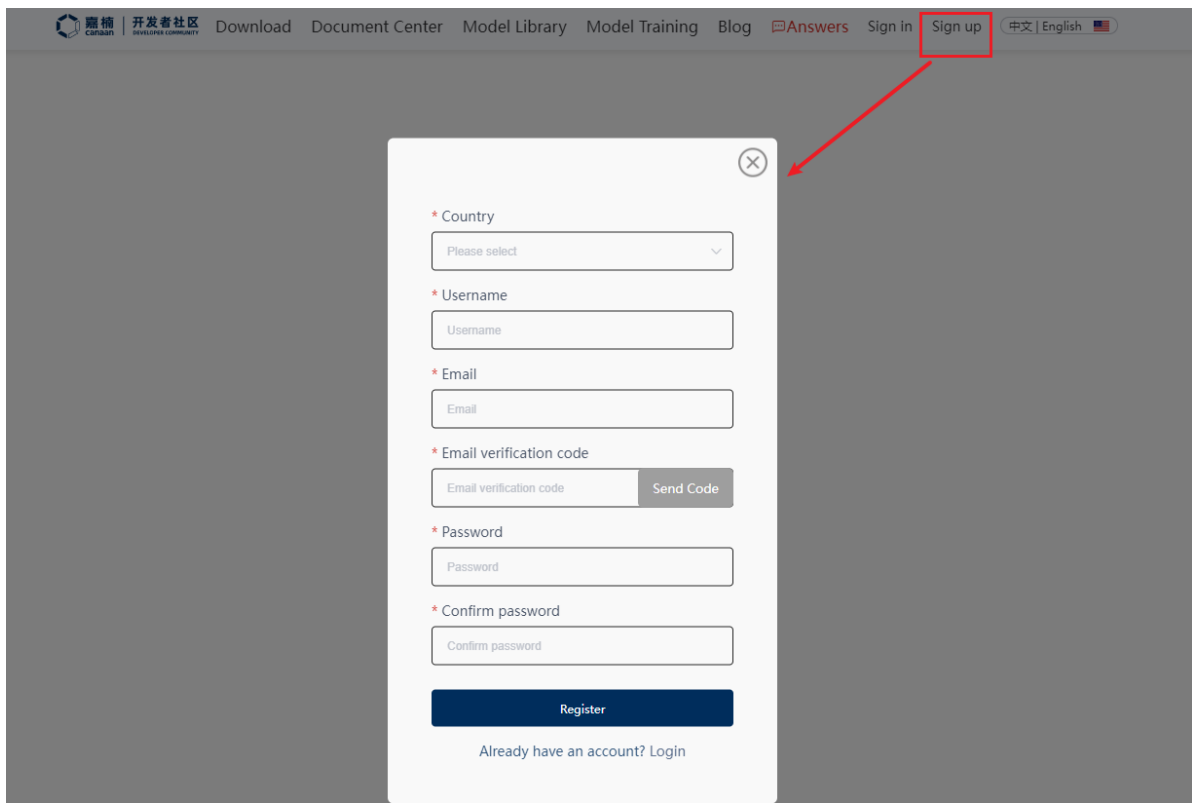 嘉楠 canaan | 开发者社区 DEVELOPER COMMUNITY Download Document Center Model Library Model Training Blog Answers Sign in Sign up 中文 | English
* Country
Please select
* Username
Username
* Email
Email
* Email verification code
Email verification code Send Code
* Password
Password
* Confirm password
Confirm password
Register
Already have an account? Login